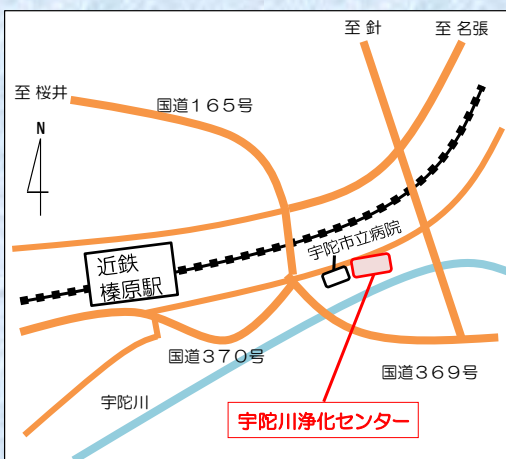 至 針
至 名張
至 桜井
国道165号
N
宇陀市立病院
近鉄
榛原駅
国道370号
国道369号
宇陀川
宇陀川浄化センター